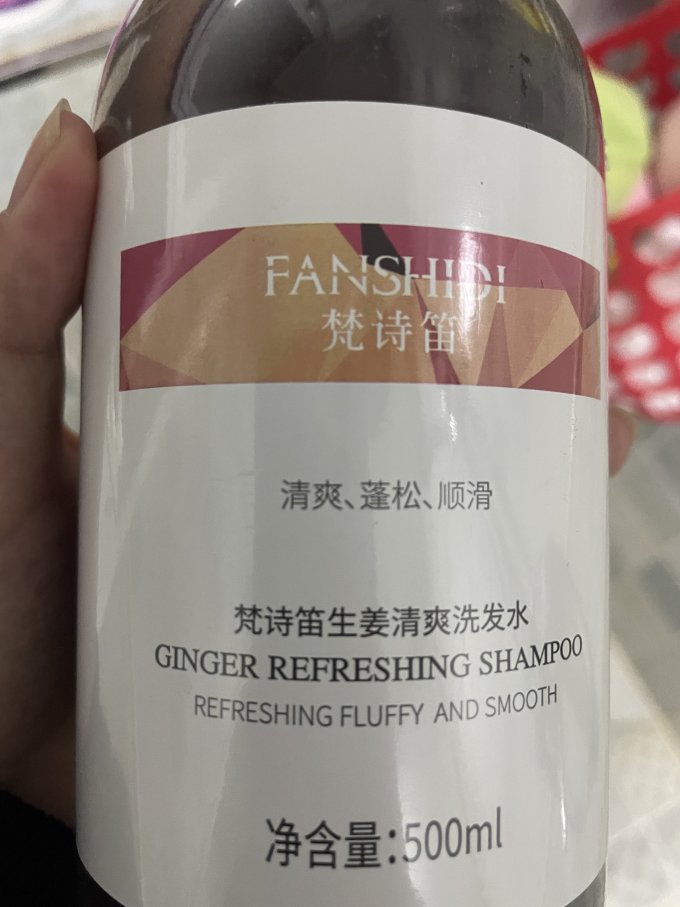 FANSHIDI
梵诗笛
清爽、蓬松、顺滑
梵诗笛生姜清爽洗发水
GINGER REFRESHING SHAMPOO
REFRESHING FLUFFY AND SMOOTH
净含量:500ml